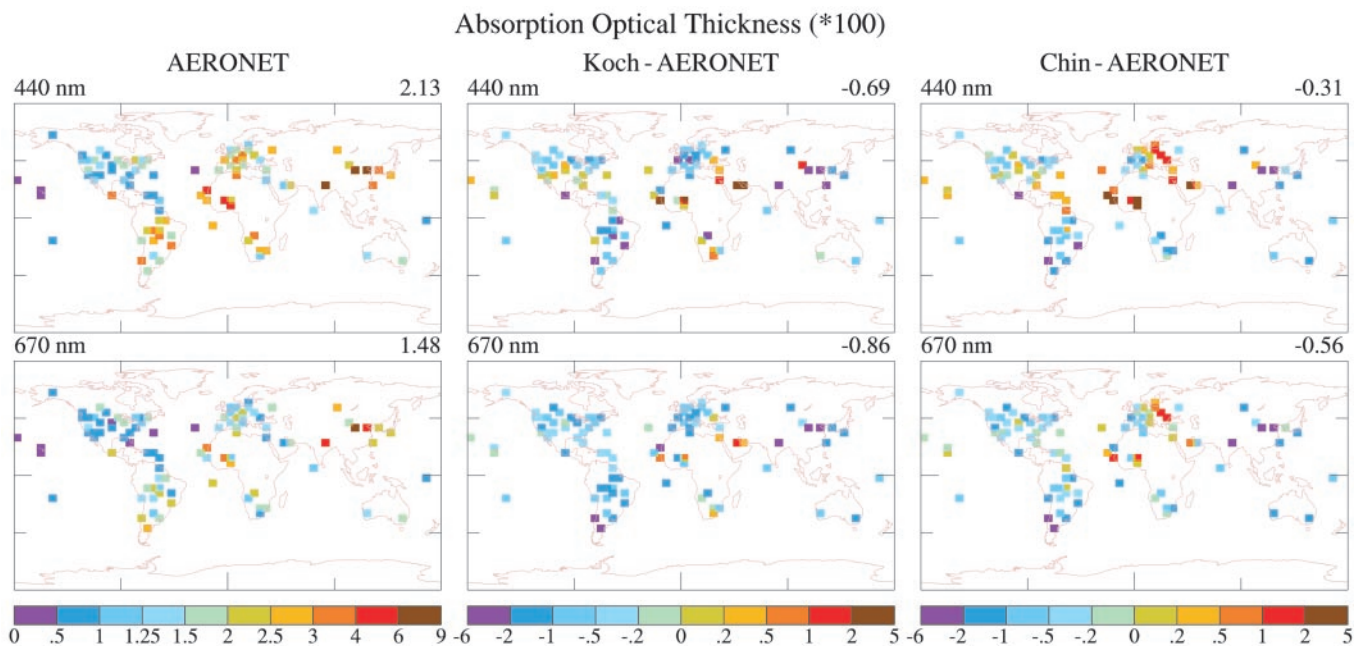 Absorption Optical Thickness (*100)
AERONET
Koch - AERONET
Chin - AERONET
440 nm 2.13
440 nm -0.69
440 nm -0.31
670 nm 1.48
670 nm -0.86
670 nm -0.56
0 .5 1 1.25 1.5 2 2.5 3 4 6 9
-6 -2 -1 -.5 -.2 0 .2 .5 1 2 5
-6 -2 -1 -.5 -.2 0 .2 .5 1 2 5